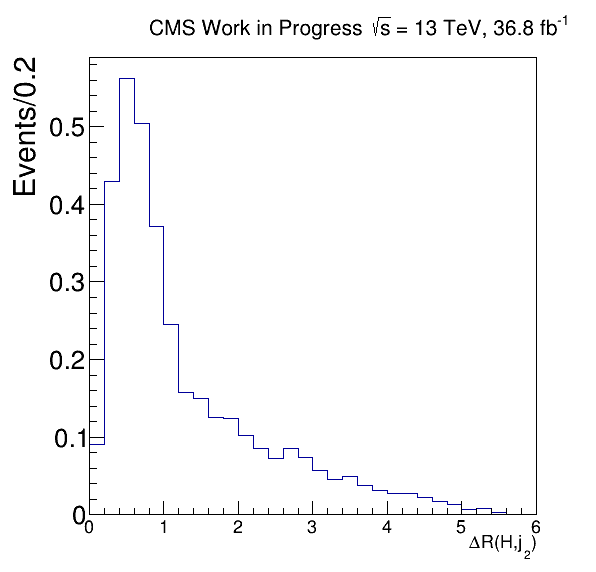 CMS Work in Progress √s = 13 TeV, 36.8 fb⁻¹
Events/0.2
0.5
0.4
0.3
0.2
0.1
0
0 1 2 3 4 5 6
ΔR(H,j₂)